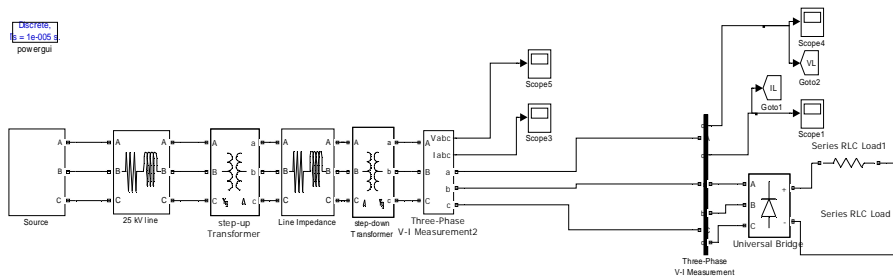 Discrete,
Ts = 1e-005 s.
powergui
Scope4
VL
Goto2
IL
Goto1
Scope5
Scope3
Scope1
Series RLC Load1
A
B
C
Source
A
B
C
A
B
C
25 kV line
A
B
C
a
b
c
step-up
Transformer
A
B
C
A
B
C
Line Impedance
A
B
C
a
b
c
step-down
Transformer
A
B
C
Vabc
Iabc
a
b
c
Three-Phase
V-I Measurement2
A
C
b
Three-Phase
V-I Measurement
A
B
C
+
-
Universal Bridge
Series RLC Load